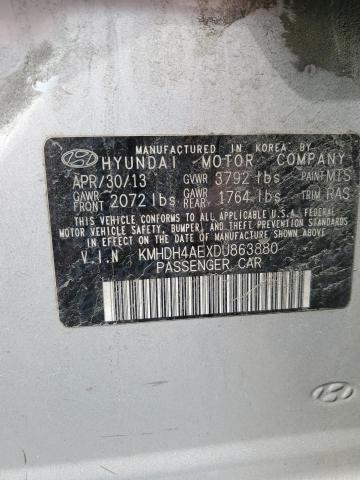 MANUFACTURED IN KOREA BY
HYUNDAI MOTOR COMPANY
APR/30/13 GVWR 3792 lbs PAINT MTS
GAWR FRONT 2072 lbs GAWR REAR: 1764 lbs TRIM RAS
THIS VEHICLE CONFORMS TO ALL APPLICABLE U.S.A. FEDERAL
MOTOR VEHICLE SAFETY, BUMPER, AND THEFT PREVENTION
STANDARDS IN EFFECT ON THE DATE OF MANUFACTURE SHOWN ABOVE.
V.I.N KMHDH4AEXDU863880
PASSENGER CAR